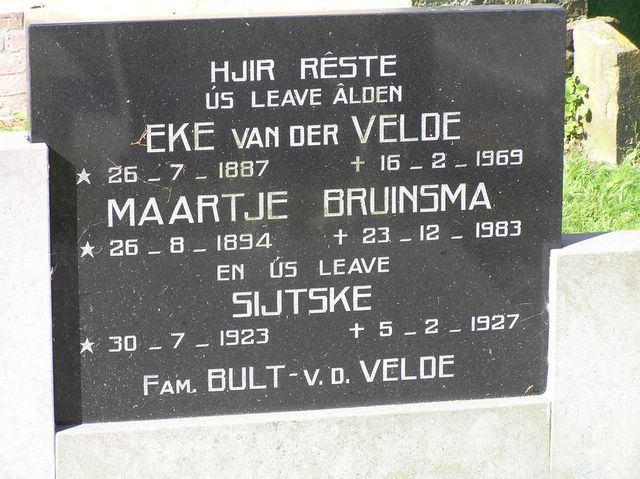 HJIR RÊSTE
ÚS LEAVE ÂLDEN
EKE VAN DER VELDE
★ 26 - 7 - 1887 ✝ 16 - 2 - 1969
MAARTJE BRUINSMA
★ 26 - 8 - 1894 ✝ 23 - 12 - 1983
EN ÚS LEAVE
SIJTSKE
★ 30 - 7 - 1923 ✝ 5 - 2 - 1927
FAM. BULT - V. D. VELDE